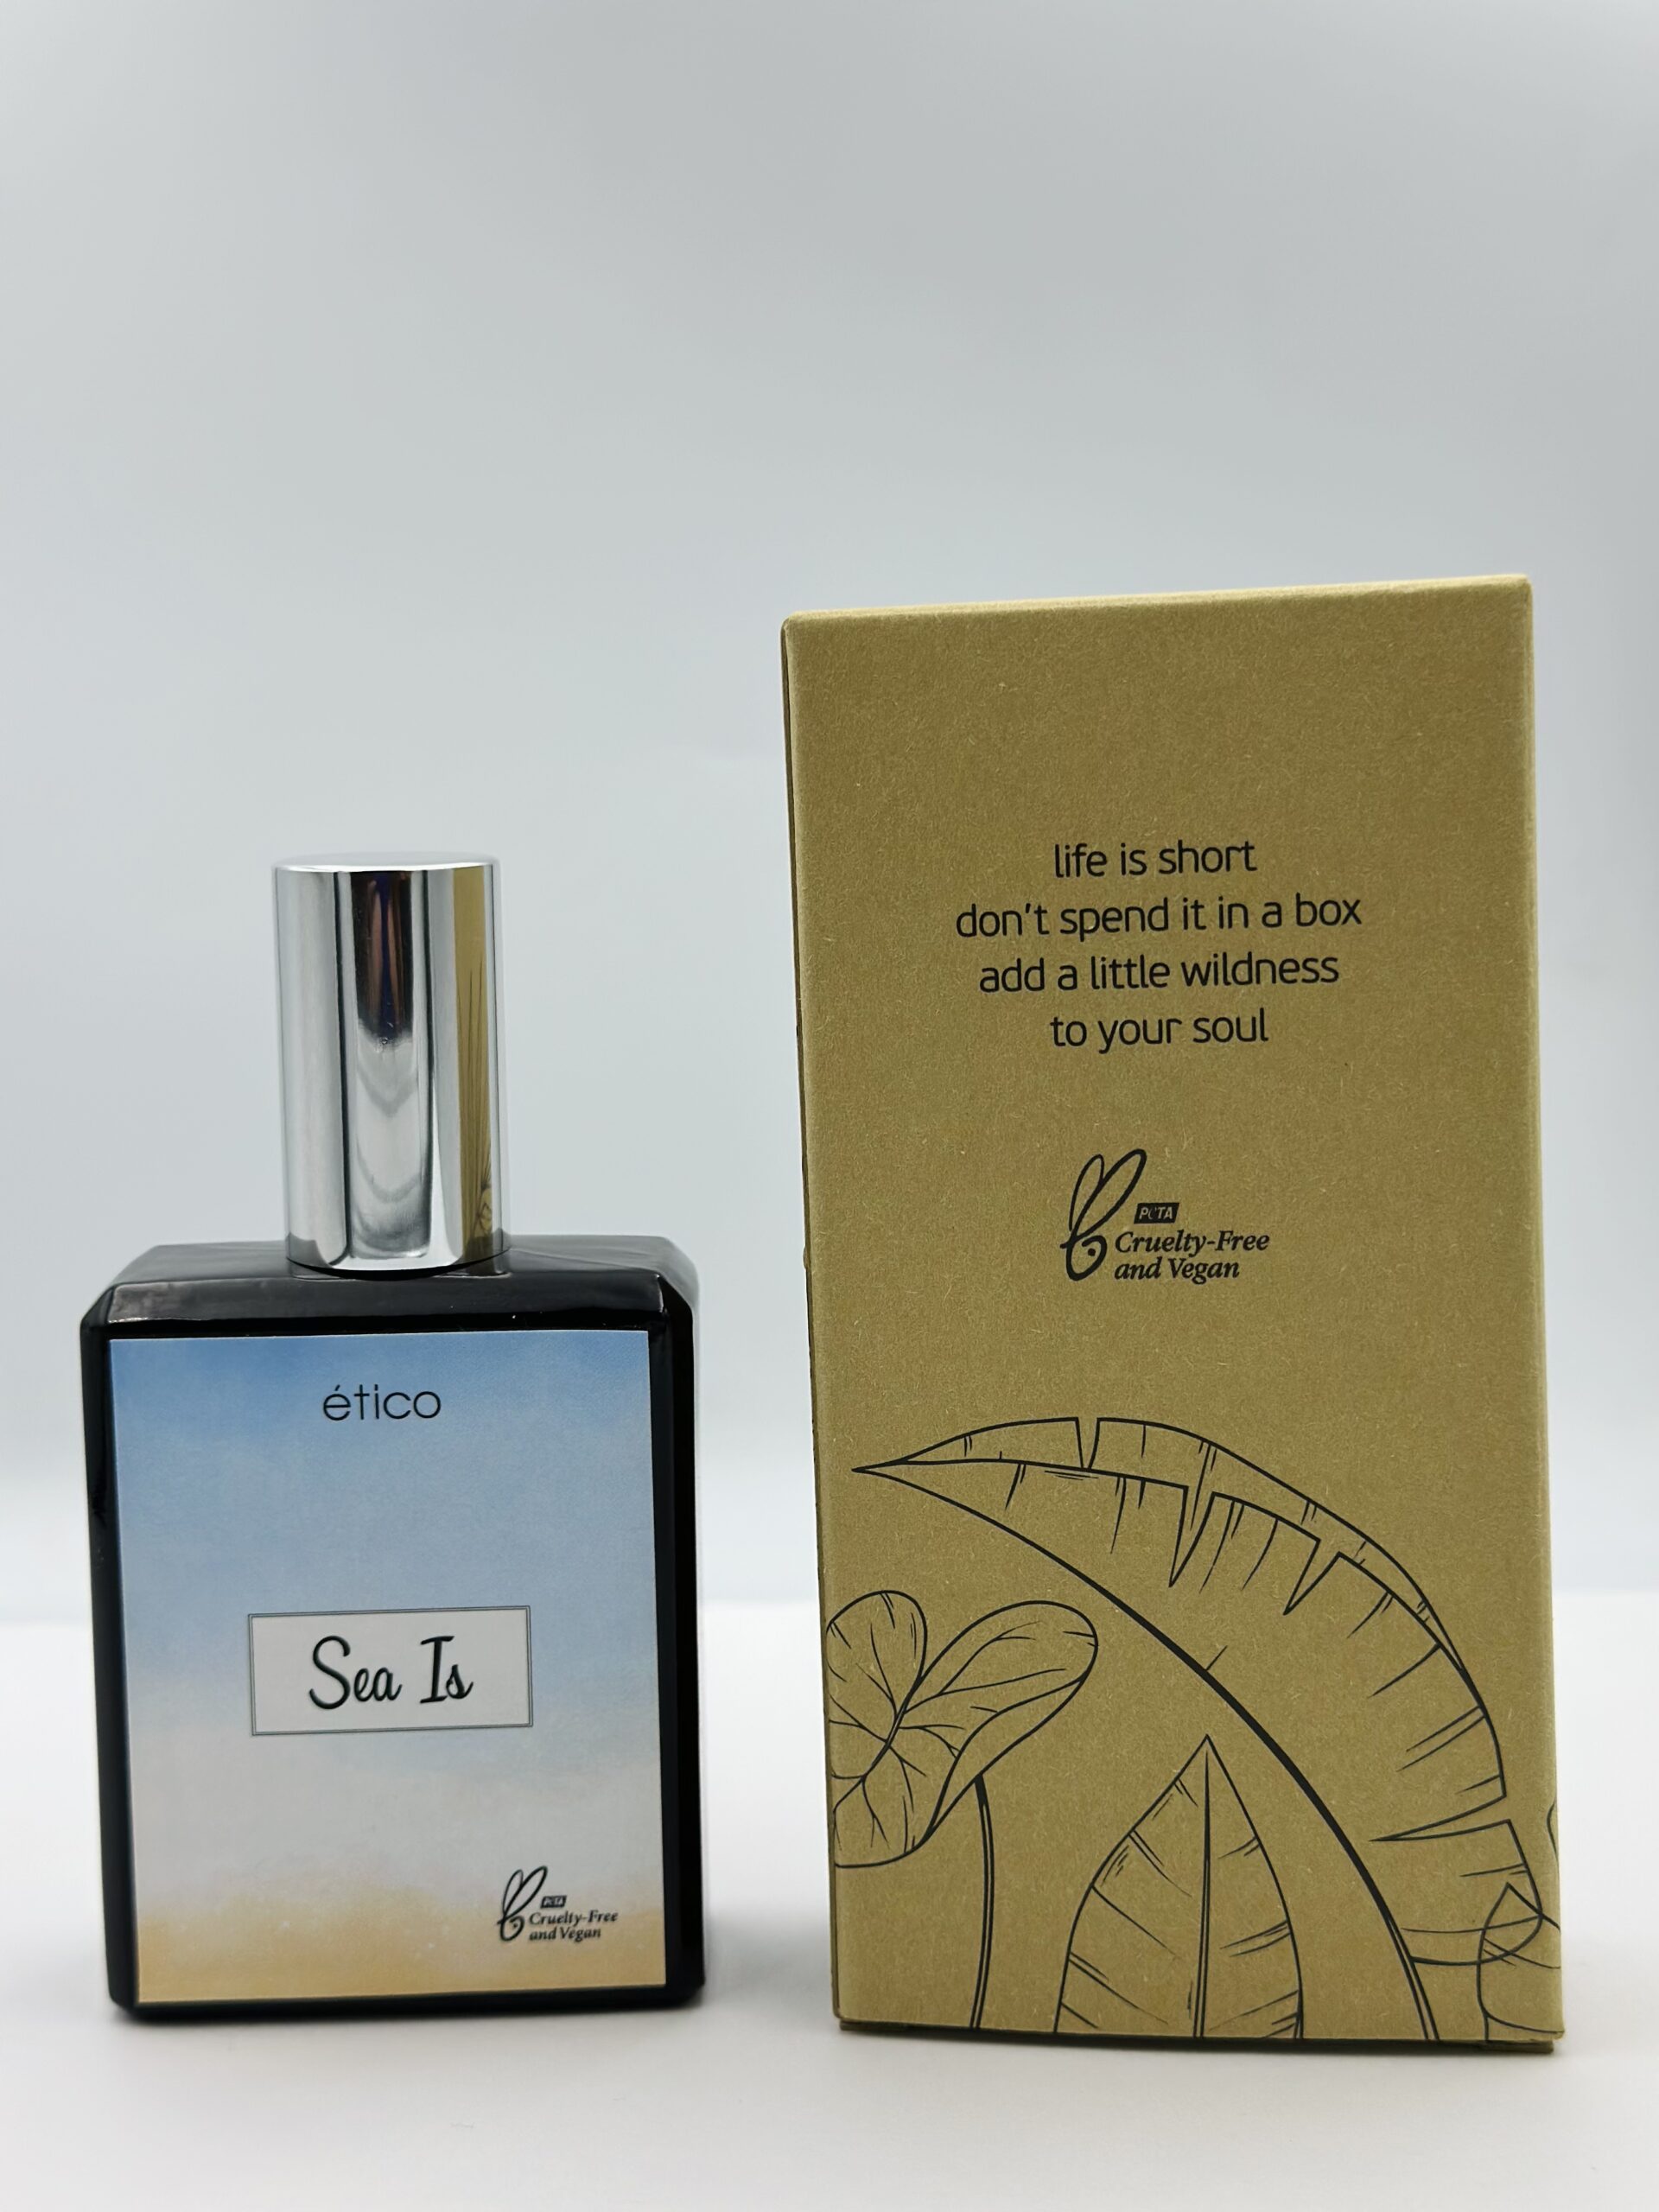 ético
Sea Is
PETA
Cruelty-Free
and Vegan
life is short
don't spend it in a box
add a little wildness
to your soul
PETA
Cruelty-Free
and Vegan